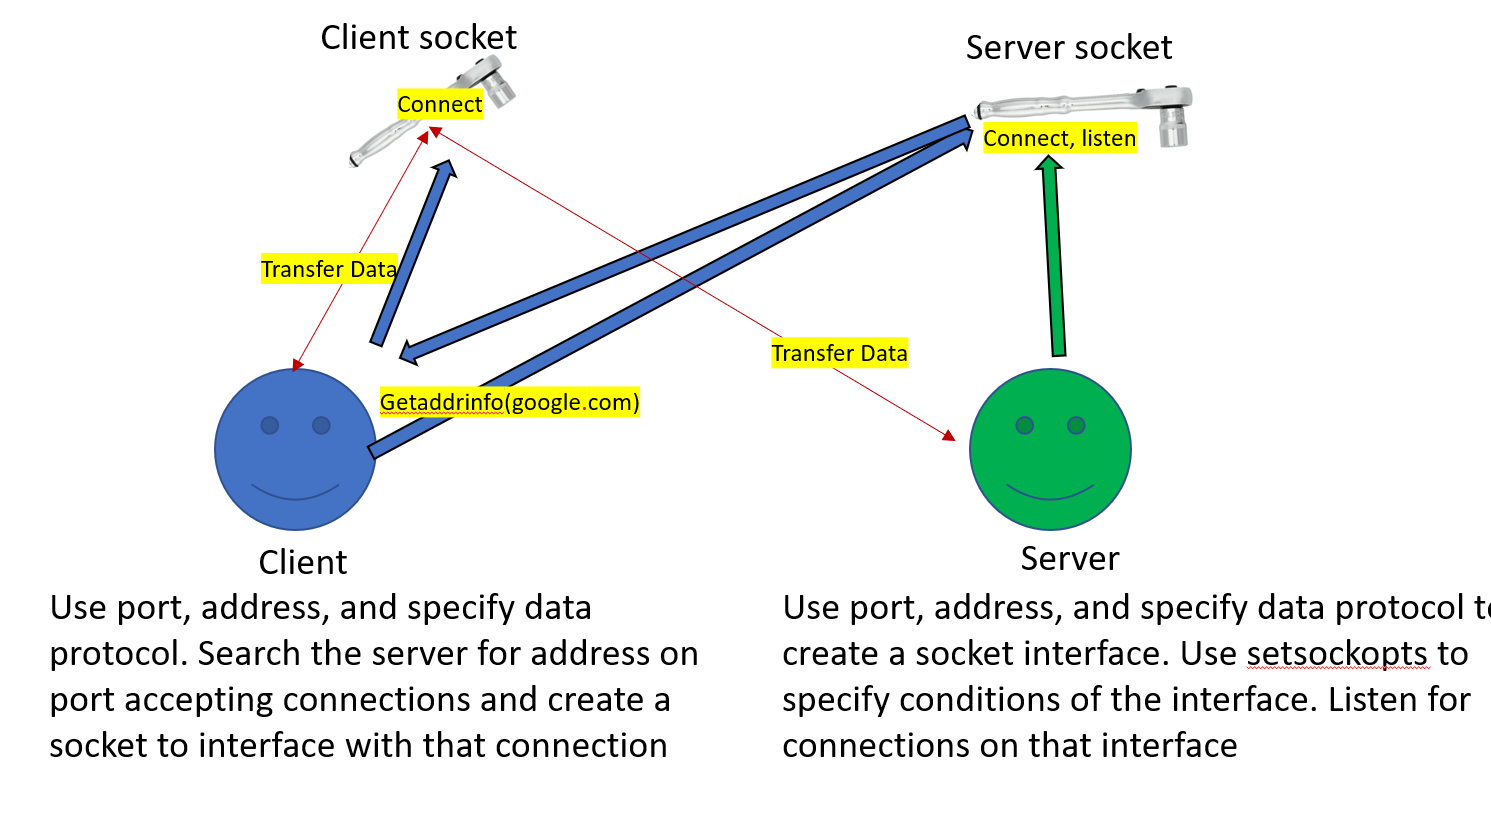 Client socket
Server socket
Connect
Connect, listen
Transfer Data
Transfer Data
Getaddrinfo(google.com)
Client
Server
Use port, address, and specify data
protocol. Search the server for address on
port accepting connections and create a
socket to interface with that connection
Use port, address, and specify data protocol to
create a socket interface. Use setsockopts to
specify conditions of the interface. Listen for
connections on that interface